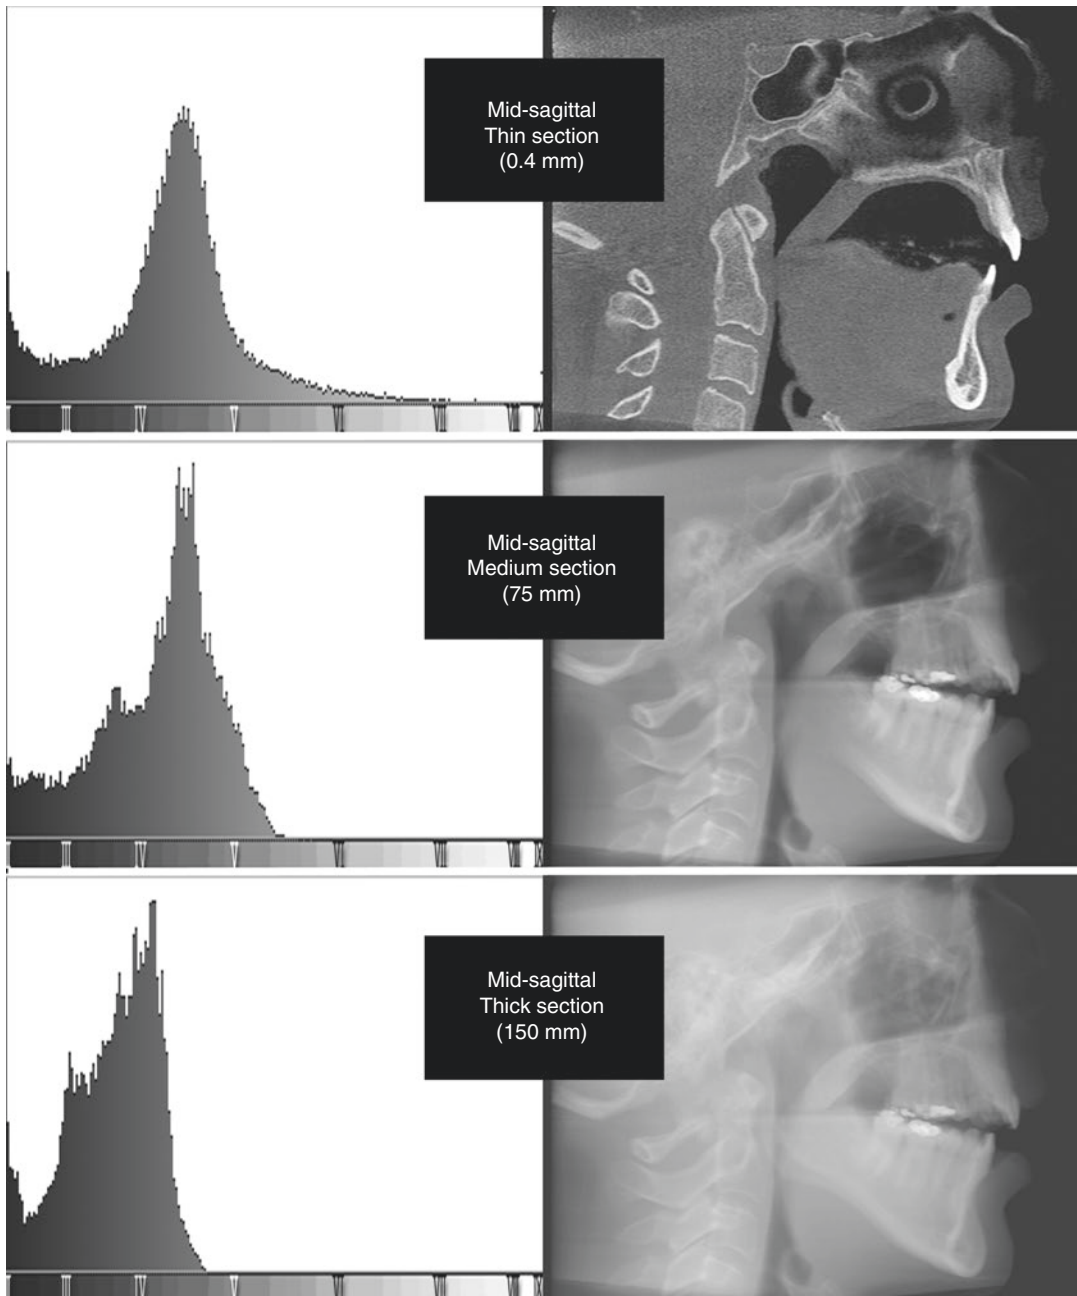 Mid-sagittal
Thin section
(0.4 mm)
Mid-sagittal
Medium section
(75 mm)
Mid-sagittal
Thick section
(150 mm)